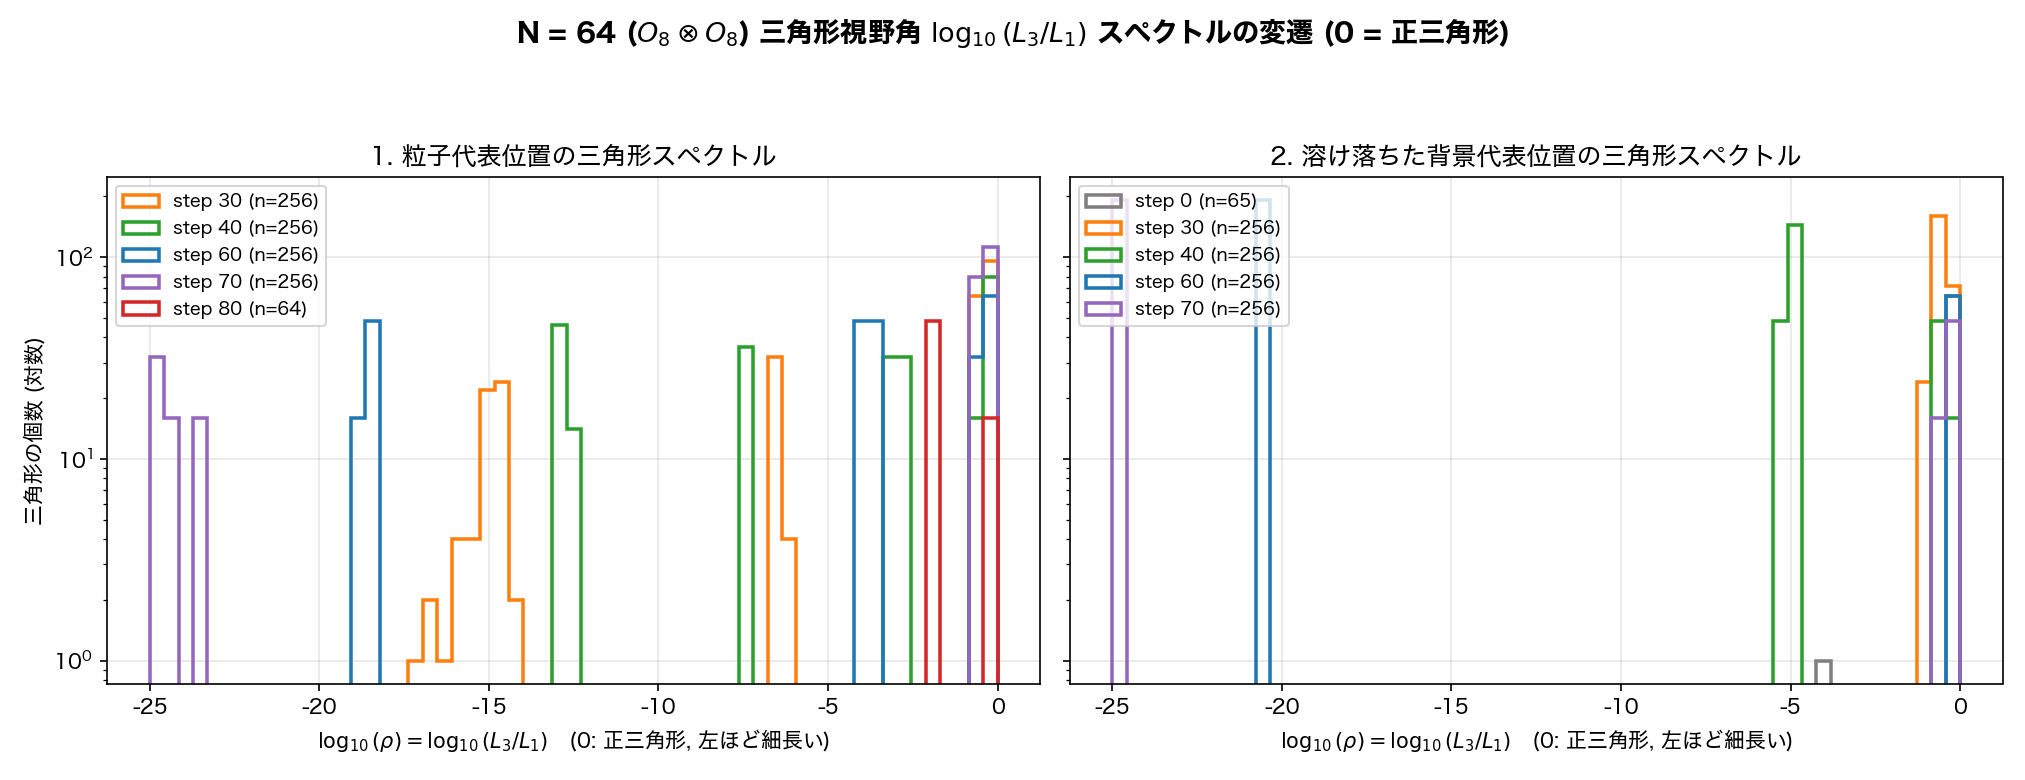 N = 64 (O₈ ⊗ O₈) 三角形視野角 log₁₀(L₃/L₁) スペクトルの変遷 (0 = 正三角形)
1. 粒子代表位置の三角形スペクトル
三角形の個数 (対数)
10²
10¹
10⁰
step 30 (n=256)
step 40 (n=256)
step 60 (n=256)
step 70 (n=256)
step 80 (n=64)
-25 -20 -15 -10 -5 0
log₁₀(ρ) = log₁₀(L₃/L₁) (0: 正三角形, 左ほど細長い)
2. 溶け落ちた背景代表位置の三角形スペクトル
step 0 (n=65)
step 30 (n=256)
step 40 (n=256)
step 60 (n=256)
step 70 (n=256)
-25 -20 -15 -10 -5 0
log₁₀(ρ) = log₁₀(L₃/L₁) (0: 正三角形, 左ほど細長い)